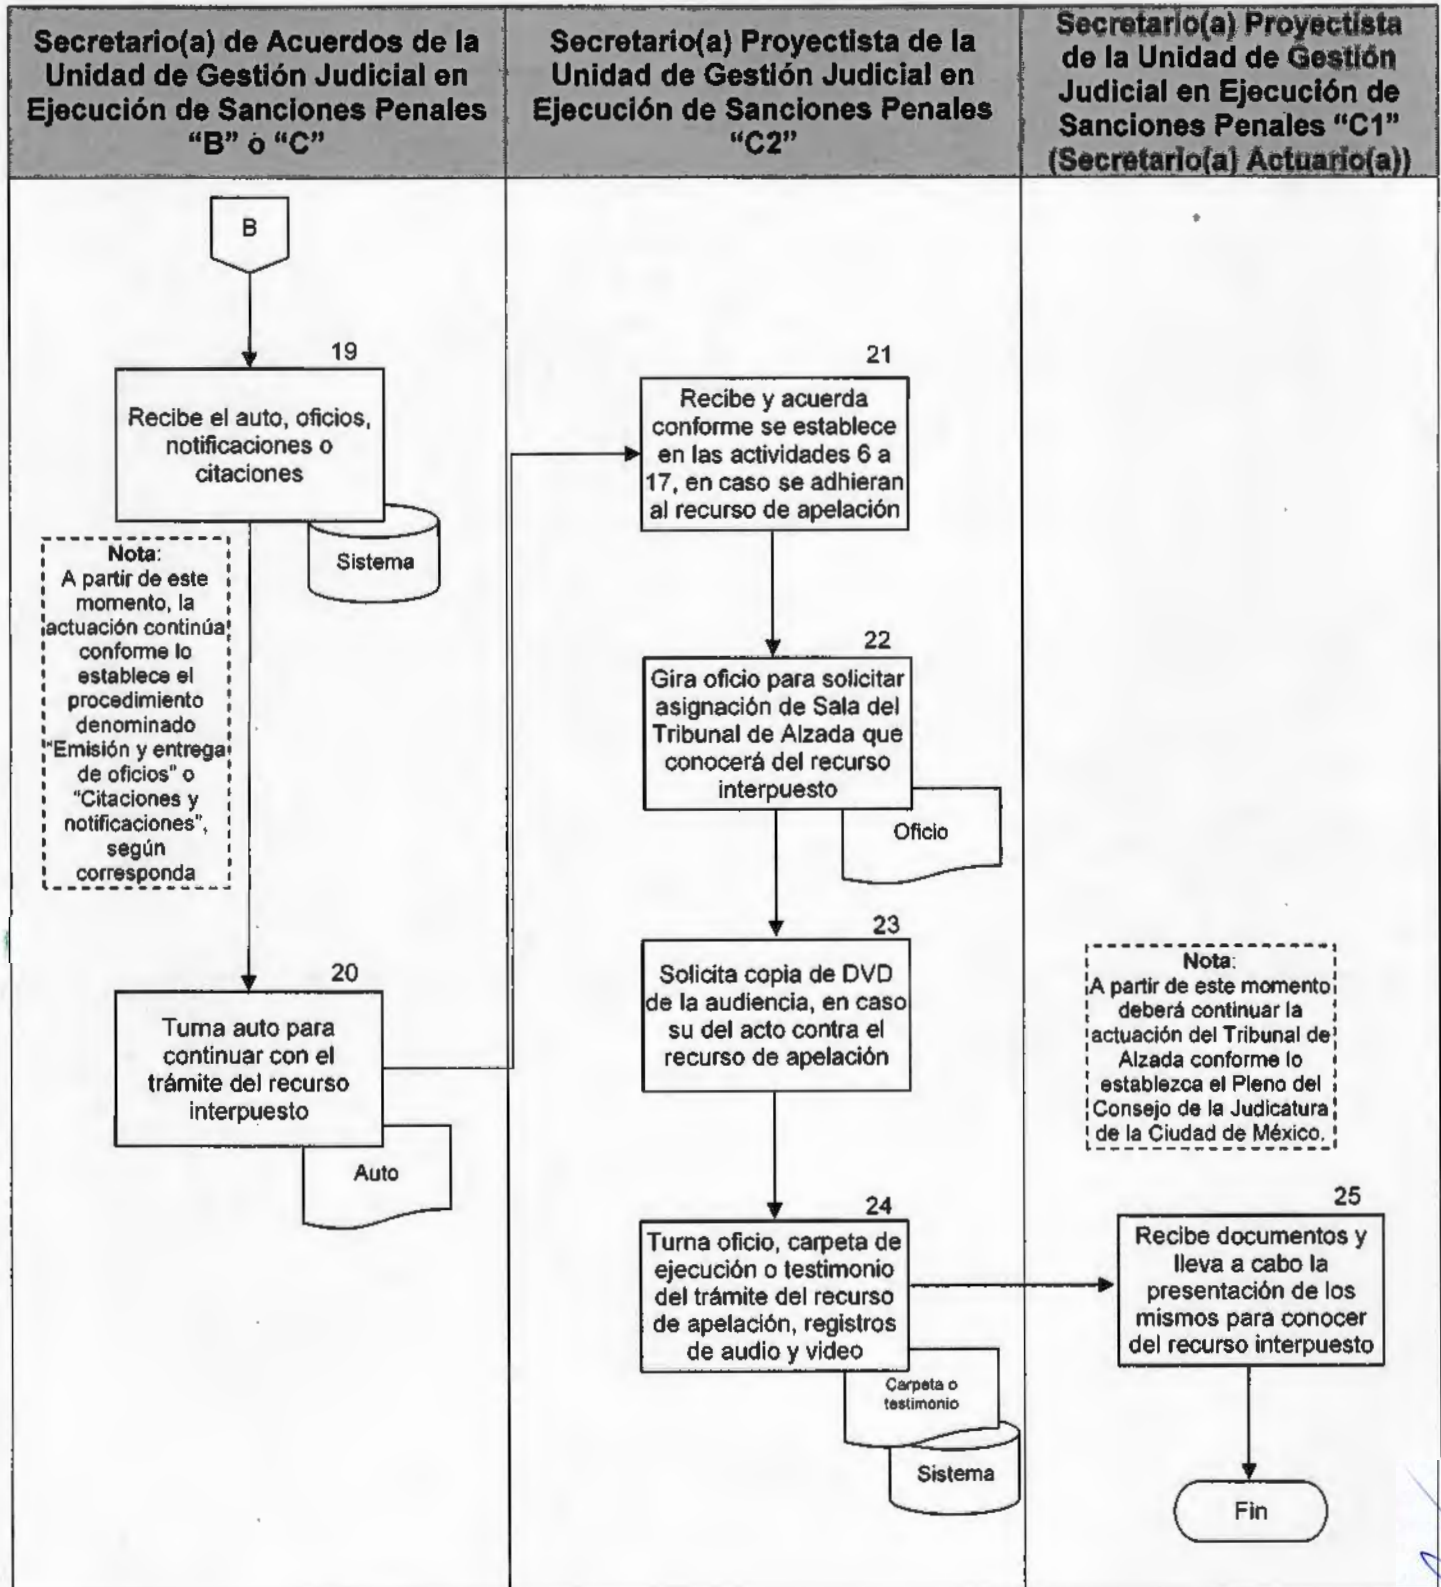 Secretario(a) de Acuerdos de la
Unidad de Gestión Judicial en
Ejecución de Sanciones Penales
“B” ó “C”
Secretario(a) Proyectista de la
Unidad de Gestión Judicial en
Ejecución de Sanciones Penales
“C2”
Secretario(a) Proyectista
de la Unidad de Gestión
Judicial en Ejecución de
Sanciones Penales “C1”
(Secretario(a) Actuario(a))
B
19
Recibe el auto, oficios,
notificaciones o
citaciones
Sistema
Nota:
A partir de este
momento, la
actuación continúa
conforme lo
establece el
procedimiento
denominado
“Emisión y entrega
de oficios” o
“Citaciones y
notificaciones”,
según
corresponda
20
Turna auto para
continuar con el
trámite del recurso
interpuesto
Auto
21
Recibe y acuerda
conforme se establece
en las actividades 6 a
17, en caso se adhieran
al recurso de apelación
22
Gira oficio para solicitar
asignación de Sala del
Tribunal de Alzada que
conocerá del recurso
interpuesto
Oficio
23
Solicita copia de DVD
de la audiencia, en caso
su del acto contra el
recurso de apelación
24
Turna oficio, carpeta de
ejecución o testimonio
del trámite del recurso
de apelación, registros
de audio y video
Carpeta o
testimonio
Sistema
Nota:
A partir de este momento
deberá continuar la
actuación del Tribunal de
Alzada conforme lo
establezca el Pleno del
Consejo de la Judicatura
de la Ciudad de México.
25
Recibe documentos y
lleva a cabo la
presentación de los
mismos para conocer
del recurso interpuesto
Fin